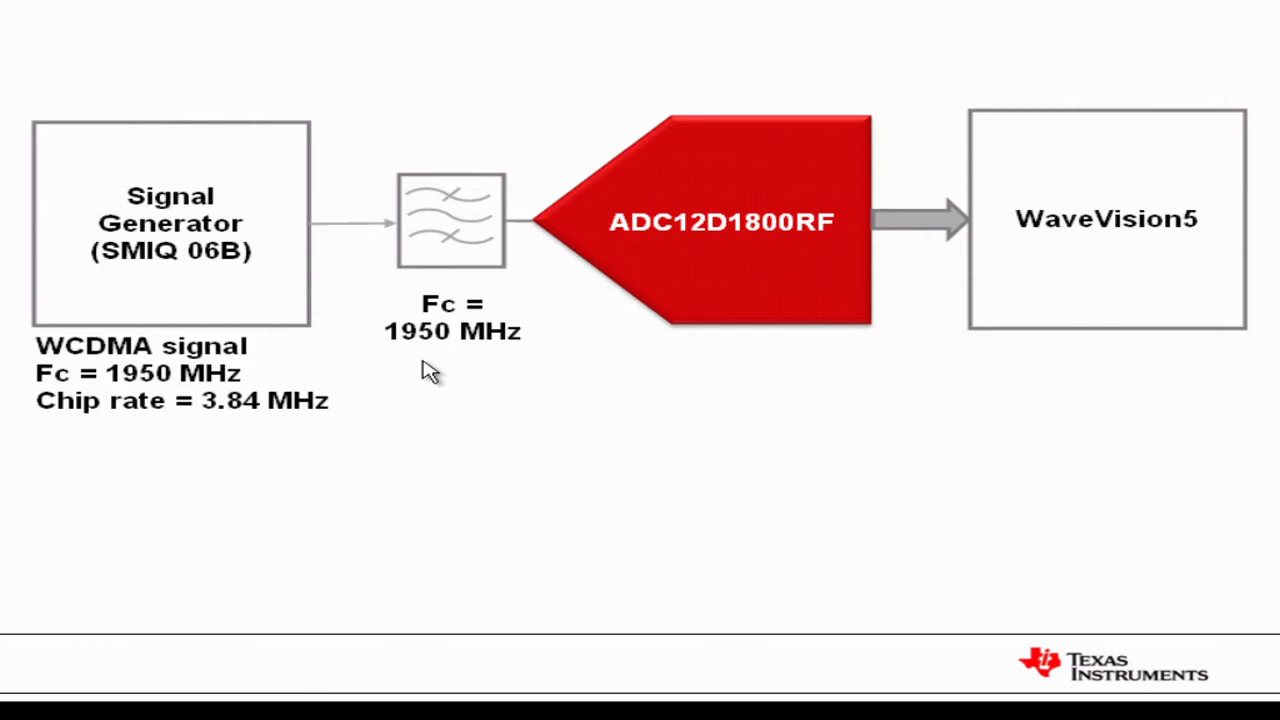 Signal
Generator
(SMIQ 06B)
WCDMA signal
Fc = 1950 MHz
Chip rate = 3.84 MHz
Fc =
1950 MHz
ADC12D1800RF
WaveVision5
TEXAS
INSTRUMENTS